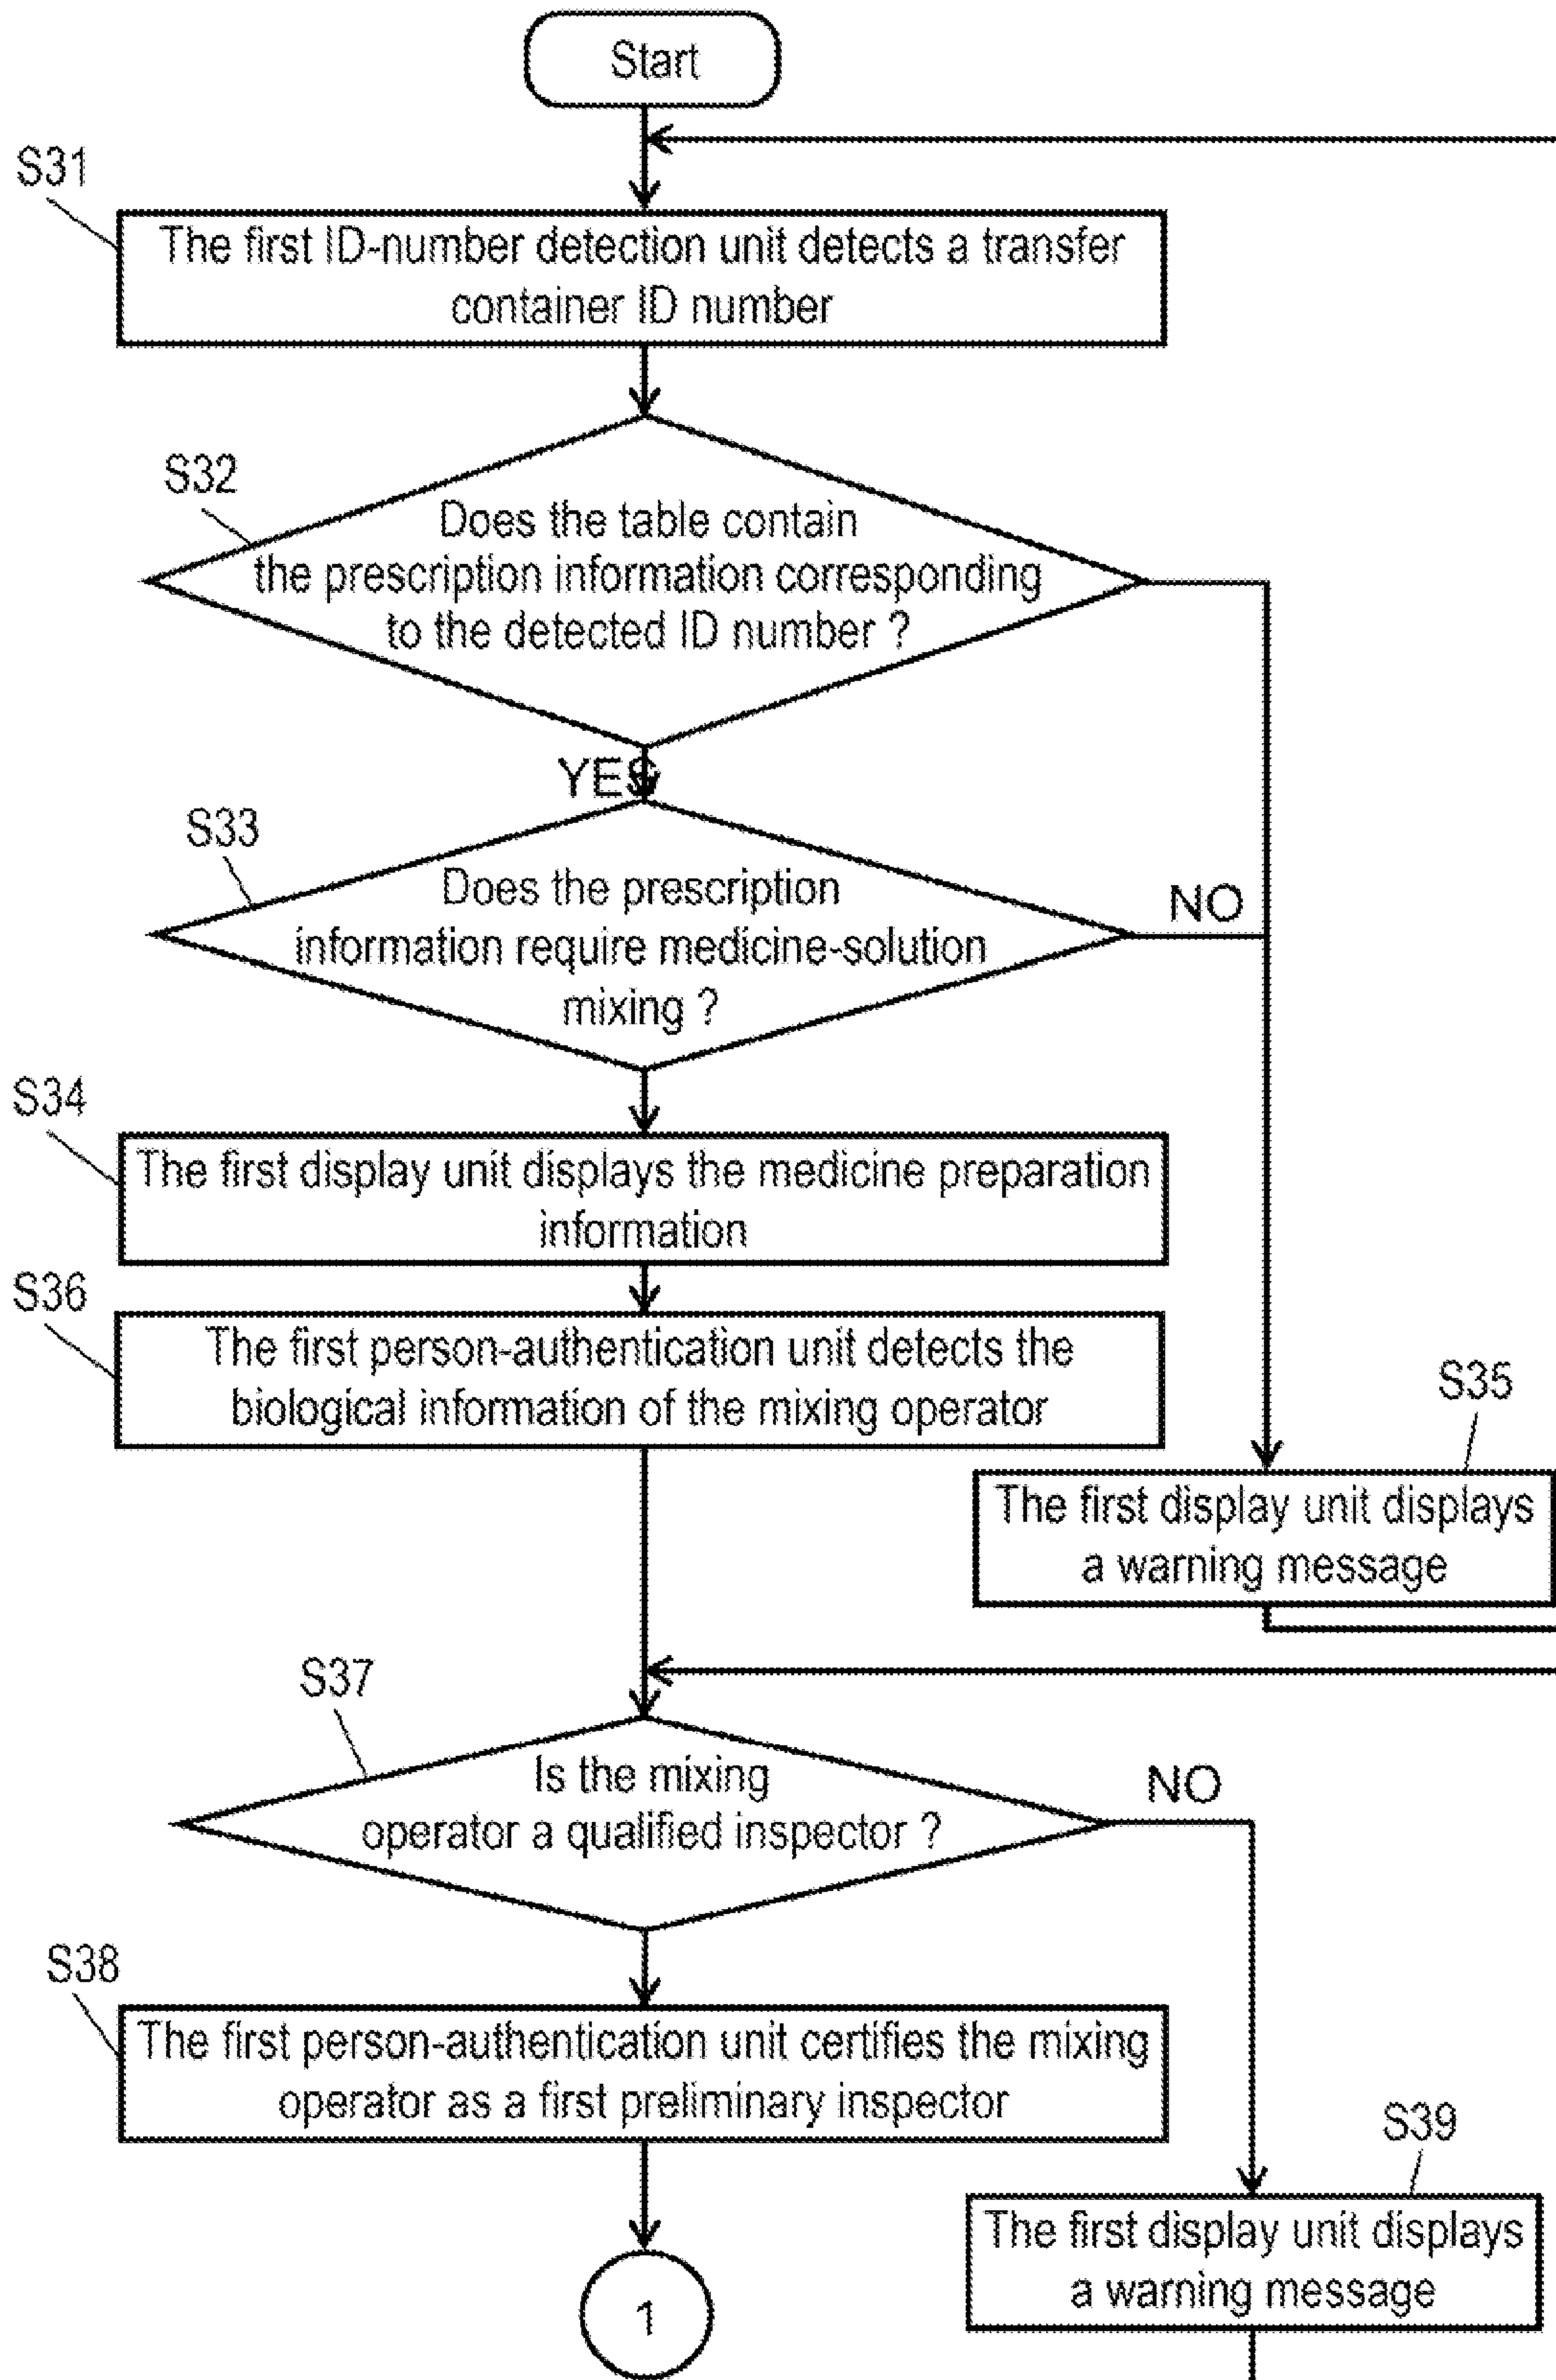 Start
S31
The first ID-number detection unit detects a transfer
container ID number
S32
Does the table contain
the prescription information corresponding
to the detected ID number ?
YES
S33
Does the prescription
information require medicine-solution
mixing ?
NO
S34
The first display unit displays the medicine preparation
information
S36
The first person-authentication unit detects the
biological information of the mixing operator
S35
The first display unit displays
a warning message
S37
Is the mixing
operator a qualified inspector ?
NO
S38
The first person-authentication unit certifies the mixing
operator as a first preliminary inspector
S39
The first display unit displays
a warning message
1